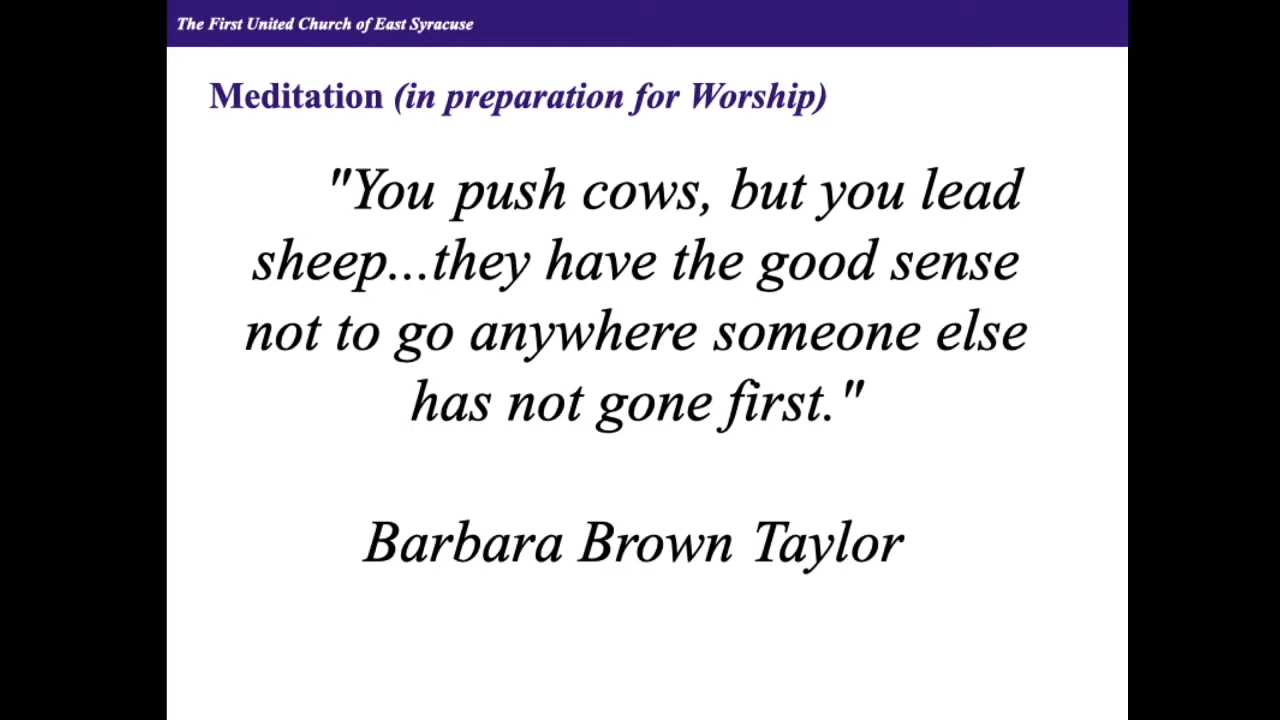 The First United Church of East Syracuse
Meditation (in preparation for Worship)
"You push cows, but you lead
sheep...they have the good sense
not to go anywhere someone else
has not gone first."
Barbara Brown Taylor